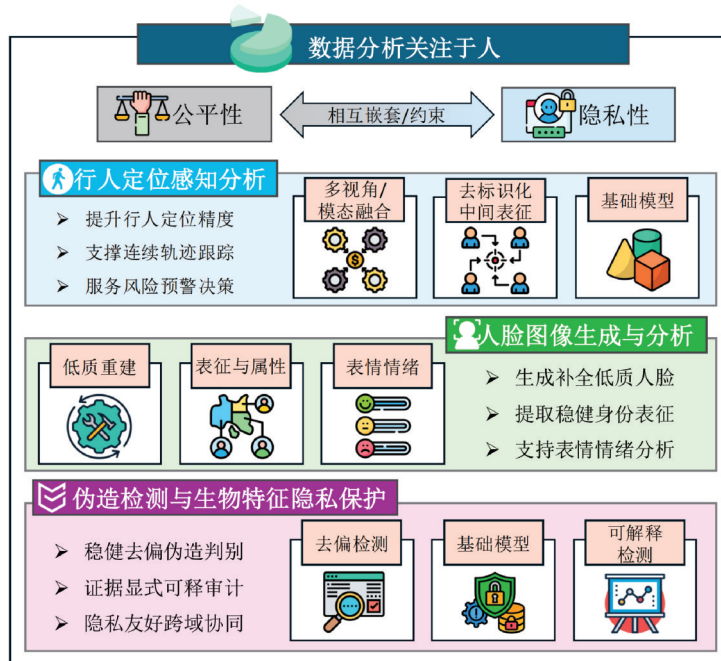 数据分析关注于人
公平性
相互嵌套/约束
隐私性
行人定位感知分析
提升行人定位精度
支撑连续轨迹跟踪
服务风险预警决策
多视角/
模态融合
去标识化
中间表征
基础模型
人脸图像生成与分析
低质重建
表征与属性
表情情绪
生成补全低质人脸
提取稳健身份表征
支持表情情绪分析
伪造检测与生物特征隐私保护
稳健去偏伪造判别
证据显式可释审计
隐私友好跨域协同
去偏检测
基础模型
可解释
检测